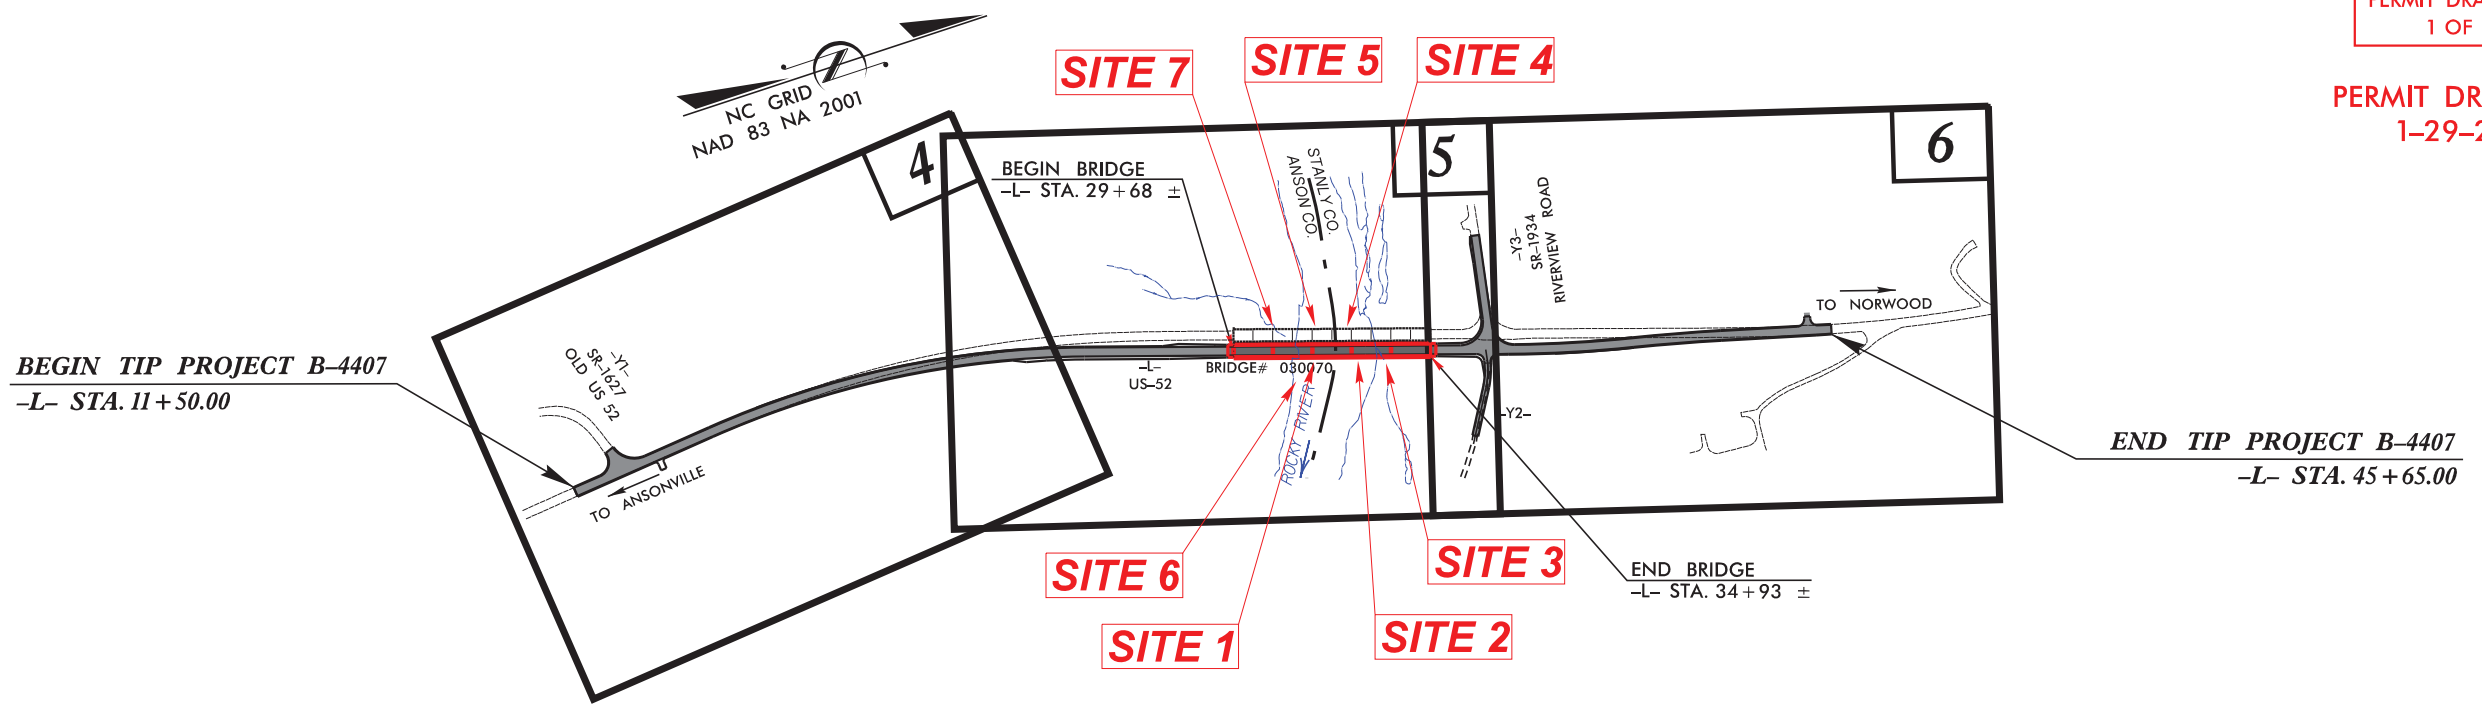 PERMIT
1 OF
PERMIT
NC GRID
NAD 83 NA 2001
SITE 7
SITE 5
SITE 4
4
5
6
BEGIN BRIDGE
-L- STA. 29+68 ±
STANLY CO.
ANSON CO.
-Y3-
SR-1934
RIVERVIEW ROAD
TO NORWOOD
BEGIN TIP PROJECT B-4407
-L- STA. 11+50.00
-Y1-
SR-1627
OLD US 52
TO ANSONVILLE
-L-
US-52
BRIDGE# 030070
ROCKY RIVER
-Y2-
END TIP PROJECT B-4407
-L- STA. 45+65.00
SITE 6
SITE 3
SITE 1
SITE 2
END BRIDGE
-L- STA. 34+93 ±